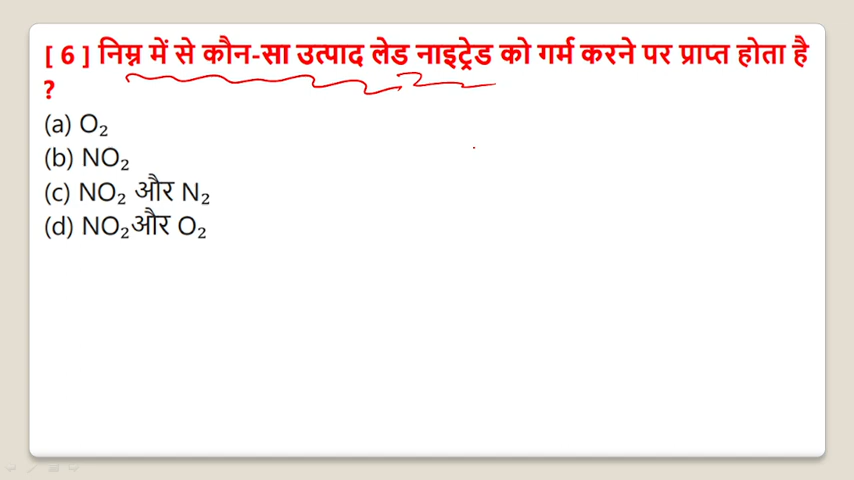 [ 6 ] निम्न में से कौन-सा उत्पाद लेड नाइट्रेड को गर्म करने पर प्राप्त होता है
?
(a) O₂
(b) NO₂
(c) NO₂ और N₂
(d) NO₂और O₂